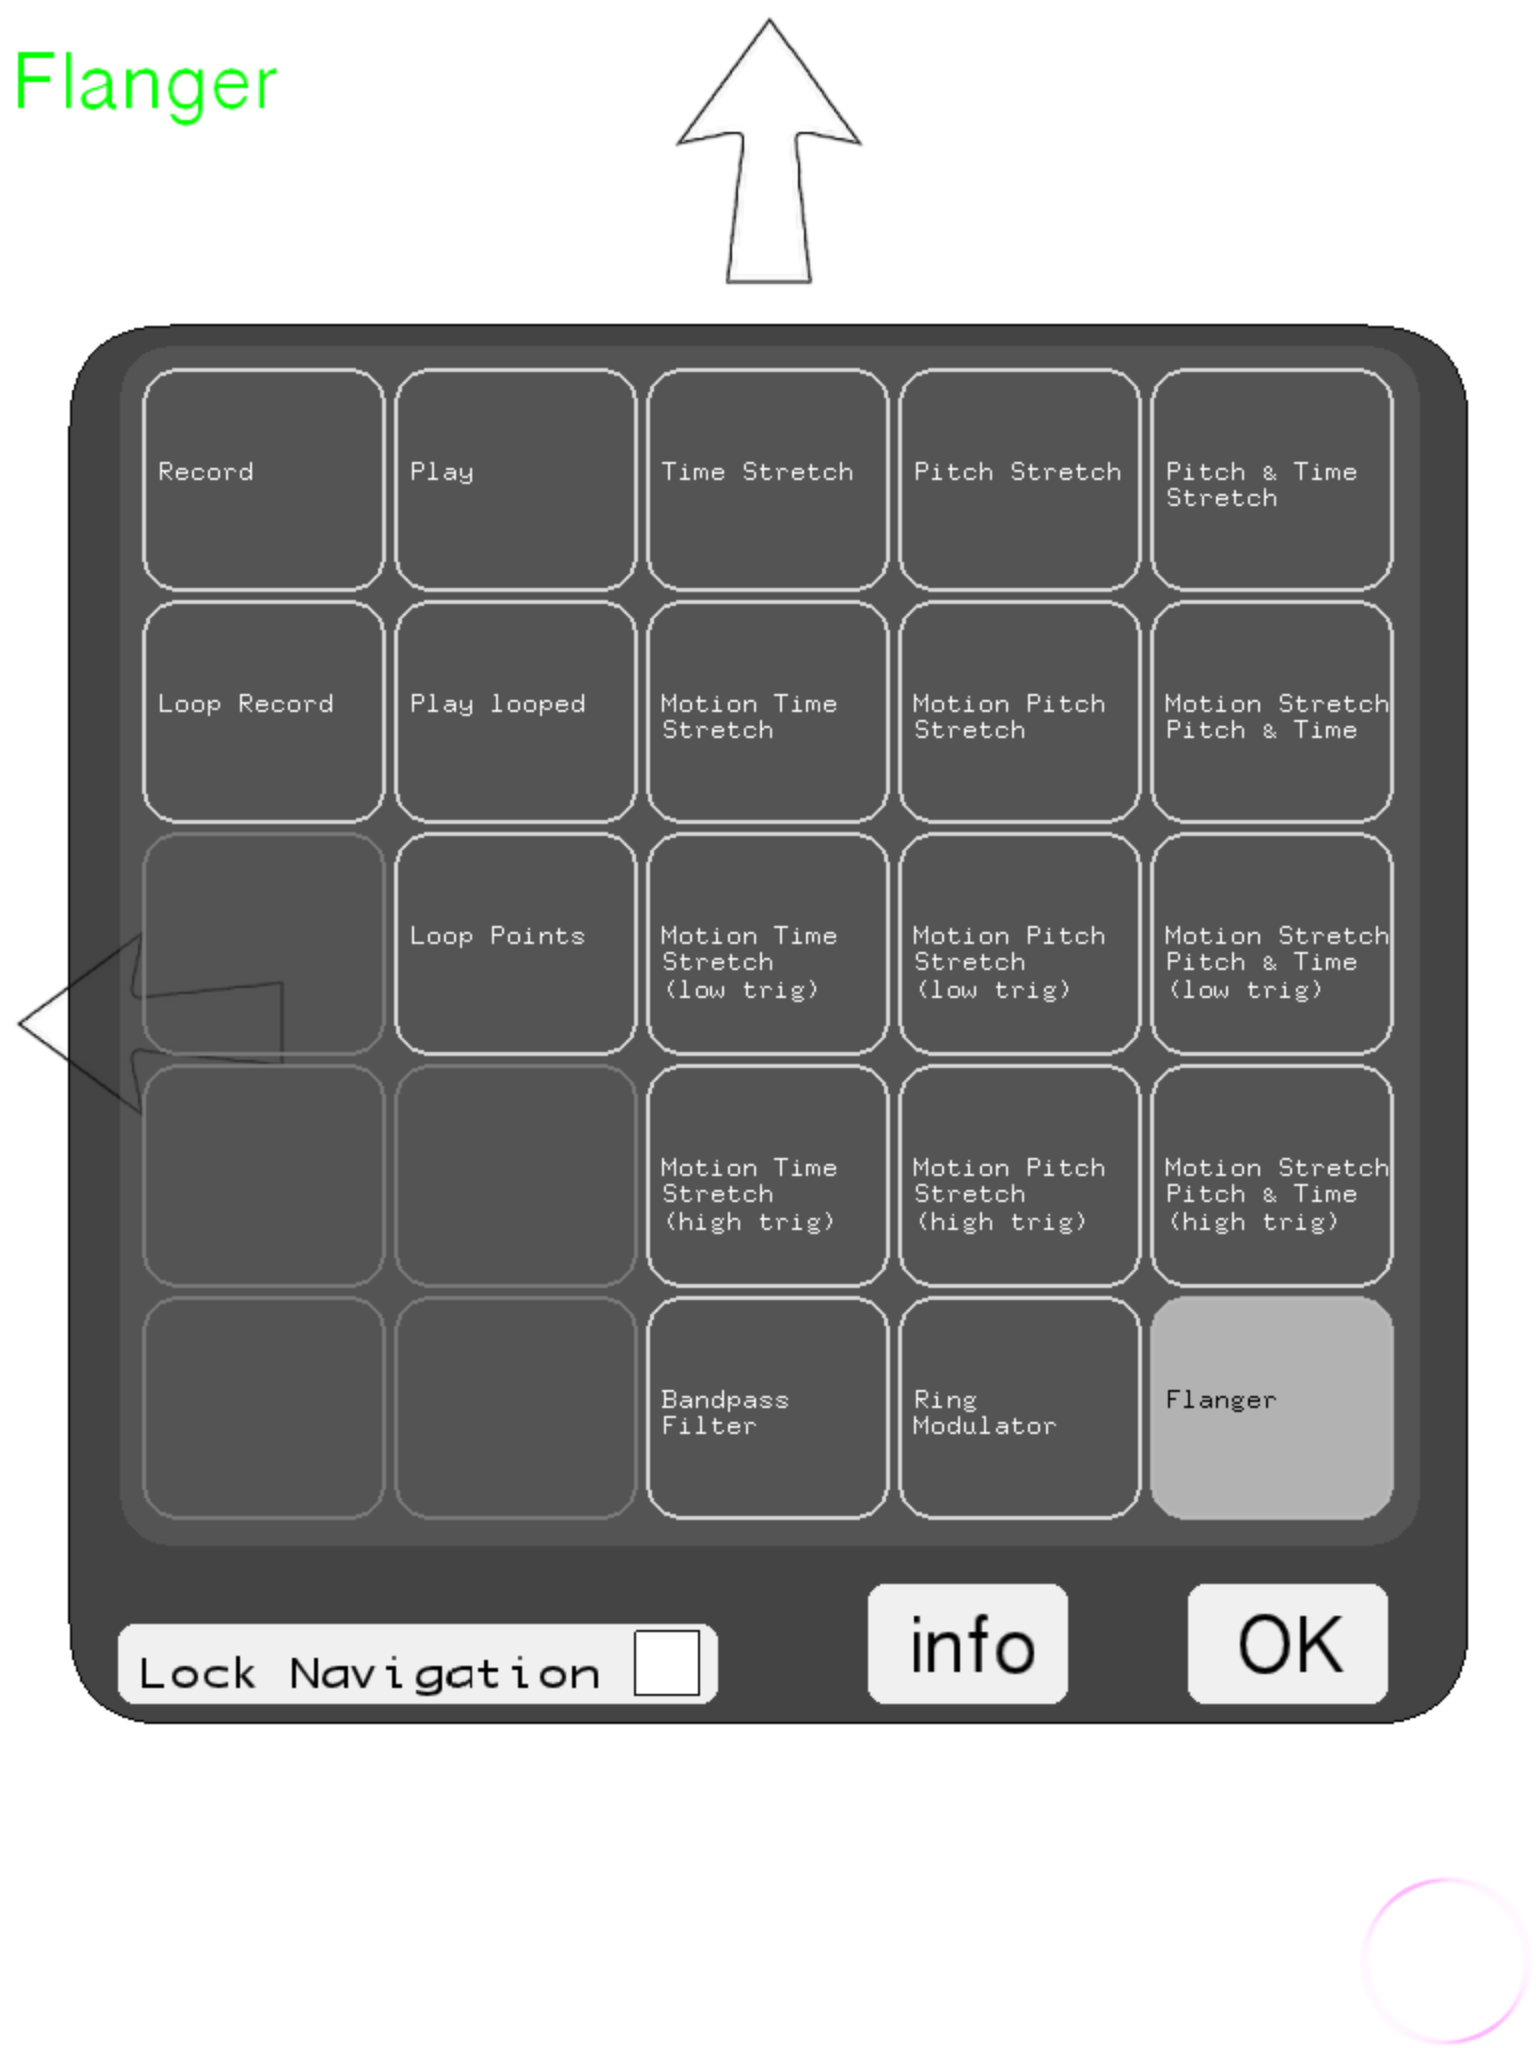 Flanger
Record
Play
Time Stretch
Pitch Stretch
Pitch & Time
Stretch
Loop Record
Play looped
Motion Time
Stretch
Motion Pitch
Stretch
Motion Stretch
Pitch & Time
Loop Points
Motion Time
Stretch
(low trig)
Motion Pitch
Stretch
(low trig)
Motion Stretch
Pitch & Time
(low trig)
Motion Time
Stretch
(high trig)
Motion Pitch
Stretch
(high trig)
Motion Stretch
Pitch & Time
(high trig)
Bandpass
Filter
Ring
Modulator
Flanger
Lock Navigation
info
OK